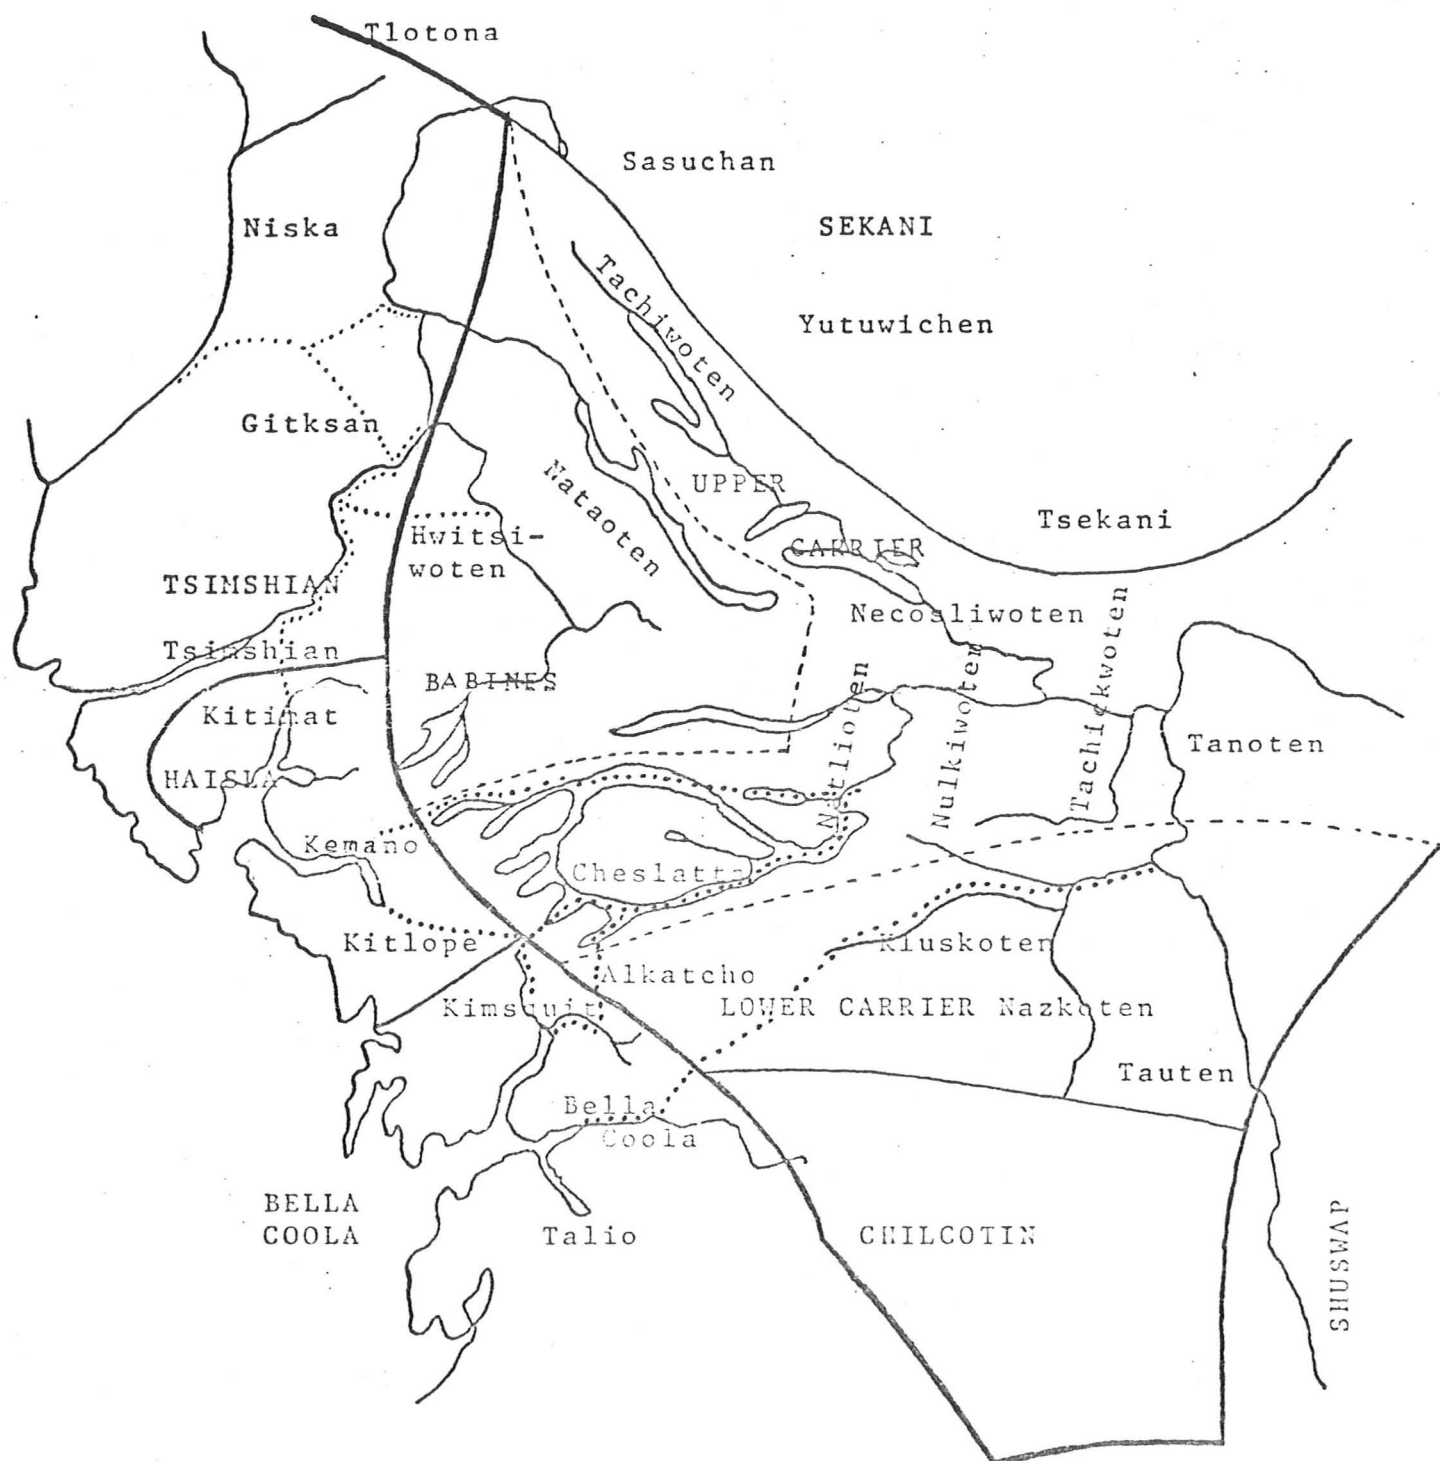 Tlotona
Sasuchan
Niska
SEKANI
Tachiwoten
Yutuwichen
Gitksan
UPPER
Nataoten
Tsekani
Hwitsi-
woten
CARRIER
TSIMSHIAN
Necosliwoten
Tsimshian
BABINES
Natlioten
Nulkiwoten
Tachickwoten
Kitimat
Tanoten
HAISLA
Kemano
Cheslatta
Kitlope
Kluskoten
Alkatcho
Kimsquit
LOWER CARRIER Nazkoten
Tauten
Bella
Coola
BELLA
COOLA
Talio
CHILCOTIN
SHUSWAP